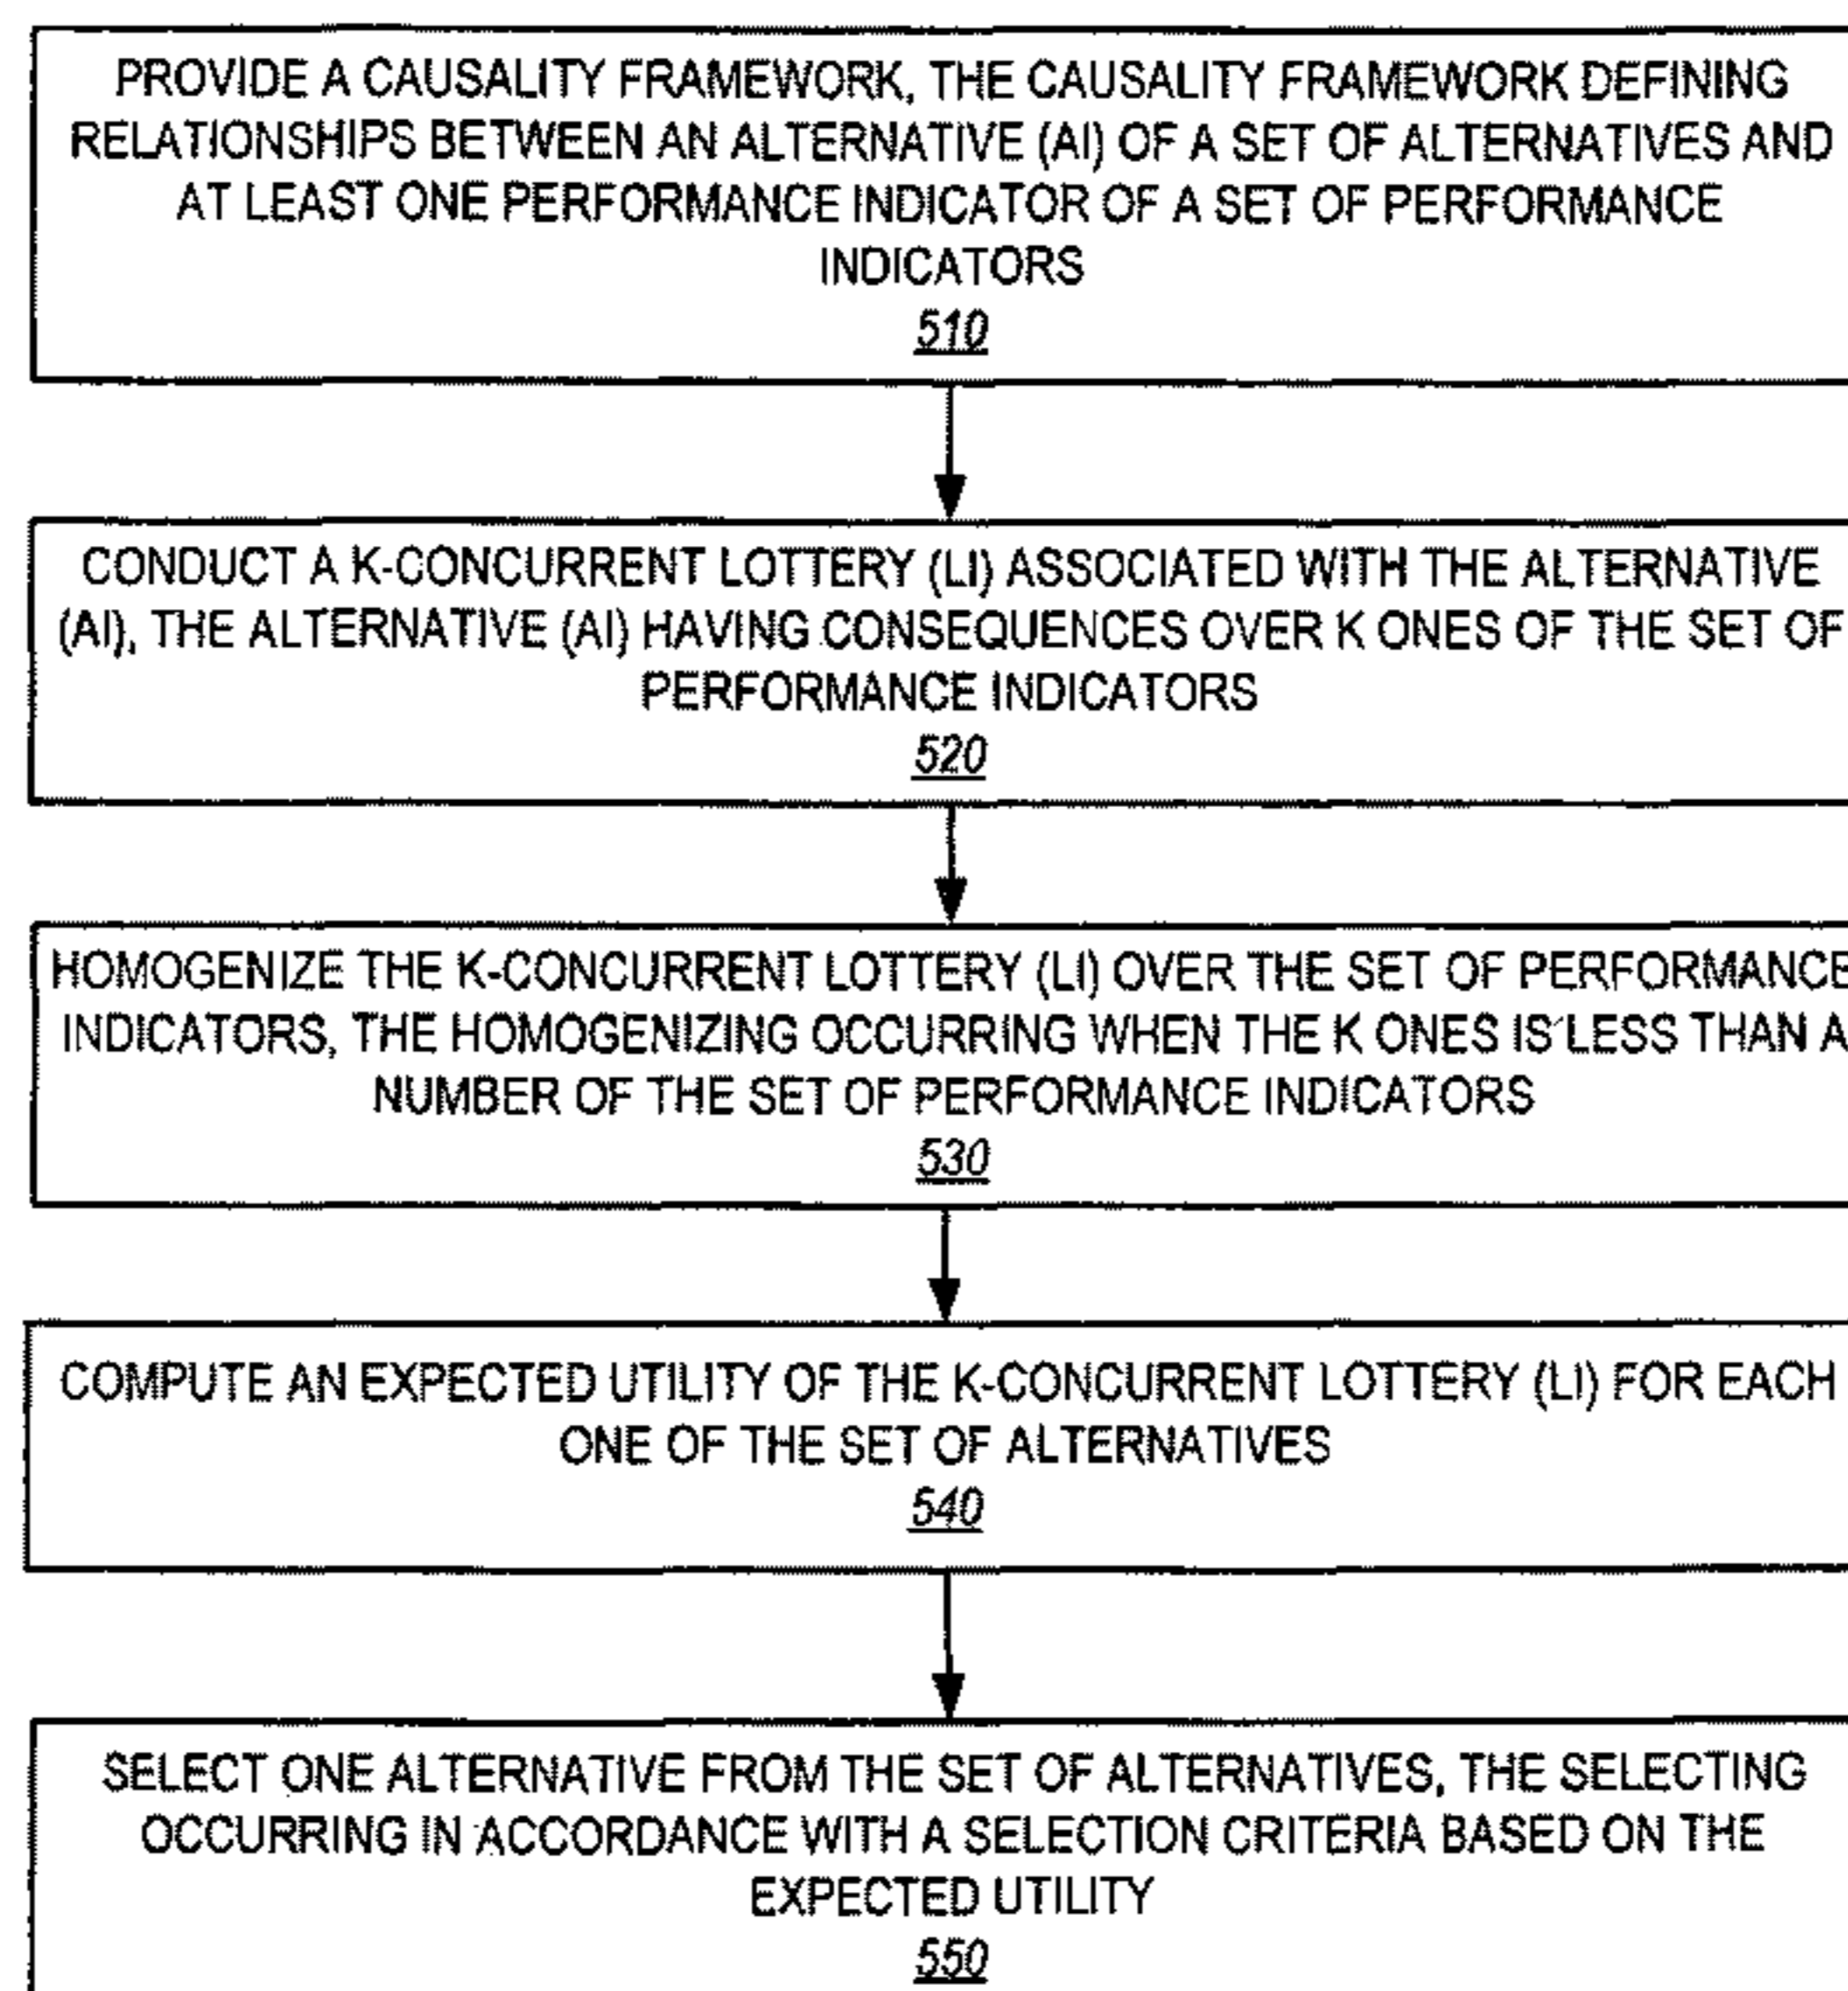 PROVIDE A CAUSALITY FRAMEWORK, THE CAUSALITY FRAMEWORK DEFINING
RELATIONSHIPS BETWEEN AN ALTERNATIVE (AI) OF A SET OF ALTERNATIVES AND
AT LEAST ONE PERFORMANCE INDICATOR OF A SET OF PERFORMANCE
INDICATORS
510
CONDUCT A K-CONCURRENT LOTTERY (LI) ASSOCIATED WITH THE ALTERNATIVE
(AI), THE ALTERNATIVE (AI) HAVING CONSEQUENCES OVER K ONES OF THE SET OF
PERFORMANCE INDICATORS
520
HOMOGENIZE THE K-CONCURRENT LOTTERY (LI) OVER THE SET OF PERFORMANCE
INDICATORS, THE HOMOGENIZING OCCURRING WHEN THE K ONES IS LESS THAN A
NUMBER OF THE SET OF PERFORMANCE INDICATORS
530
COMPUTE AN EXPECTED UTILITY OF THE K-CONCURRENT LOTTERY (LI) FOR EACH
ONE OF THE SET OF ALTERNATIVES
540
SELECT ONE ALTERNATIVE FROM THE SET OF ALTERNATIVES, THE SELECTING
OCCURRING IN ACCORDANCE WITH A SELECTION CRITERIA BASED ON THE
EXPECTED UTILITY
550